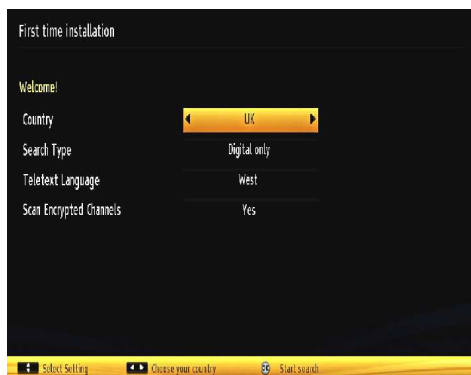 First time installation
Welcome!
Country UK
Search Type Digital only
Teletext Language West
Scan Encrypted Channels Yes
Select Setting Choose your country OK Start search